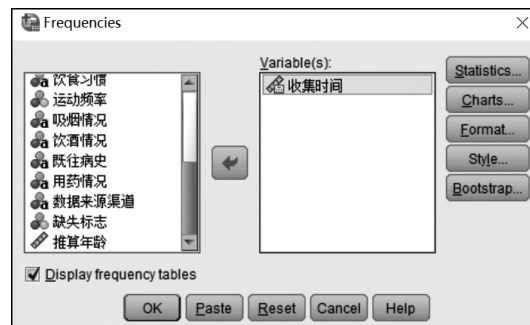 Frequencies
Variable(s):
饮食习惯
运动频率
吸烟情况
饮酒情况
既往病史
用药情况
数据来源渠道
缺失标志
推算年龄
收集时间
Statistics...
Charts...
Format...
Style...
Bootstrap...
Display frequency tables
OK
Paste
Reset
Cancel
Help